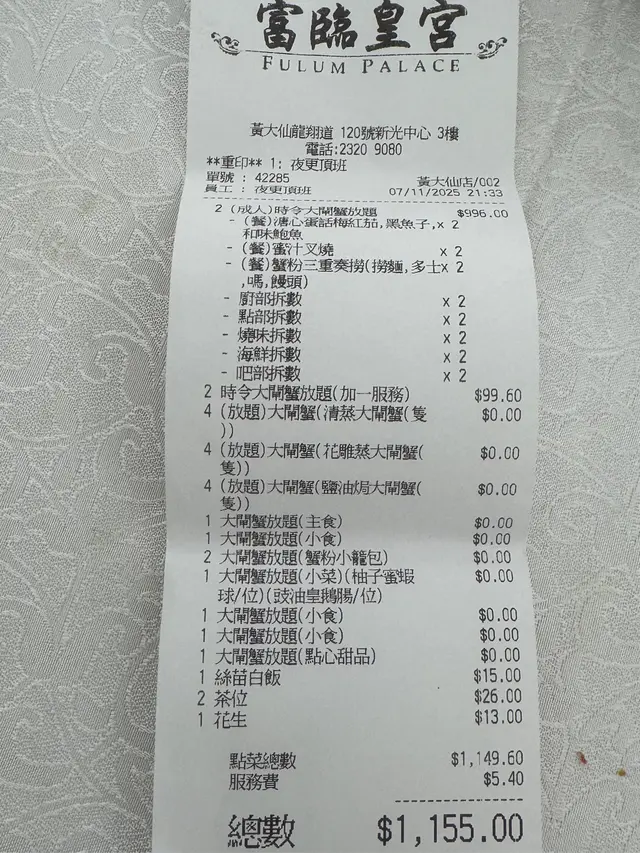 富臨皇宮
FULUM PALACE
黃大仙龍翔道 120號新光中心 3樓
電話:2320 9080
**重印** 1: 夜更頂班
單號 : 42285 黃大仙店/002
員工 : 夜更頂班 07/11/2025 21:33
2 (成人)時令大閘蟹放題 $996.00
- (餐)溏心蛋話梅紅茄,黑魚子,x 2
和味鮑魚
- (餐)蜜汁叉燒 x 2
- (餐)蟹粉三重奏撈(撈麵,多士x 2
,嗎,饅頭)
- 廚部拆數 x 2
- 點部拆數 x 2
- 燒味拆數 x 2
- 海鮮拆數 x 2
- 吧部拆數 x 2
2 時令大閘蟹放題(加一服務) $99.60
4 (放題)大閘蟹(清蒸大閘蟹(隻 $0.00
))
4 (放題)大閘蟹(花雕蒸大閘蟹( $0.00
隻))
4 (放題)大閘蟹(鹽油焗大閘蟹( $0.00
隻))
1 大閘蟹放題(主食) $0.00
1 大閘蟹放題(小食) $0.00
2 大閘蟹放題(蟹粉小籠包) $0.00
1 大閘蟹放題(小菜)(柚子蜜蝦 $0.00
球/位)(豉油皇鵝腸/位)
1 大閘蟹放題(小食) $0.00
1 大閘蟹放題(小食) $0.00
1 大閘蟹放題(點心甜品) $0.00
1 絲苗白飯 $15.00
2 茶位 $26.00
1 花生 $13.00
點菜總數 $1,149.60
服務費 $5.40
總數 $1,155.00